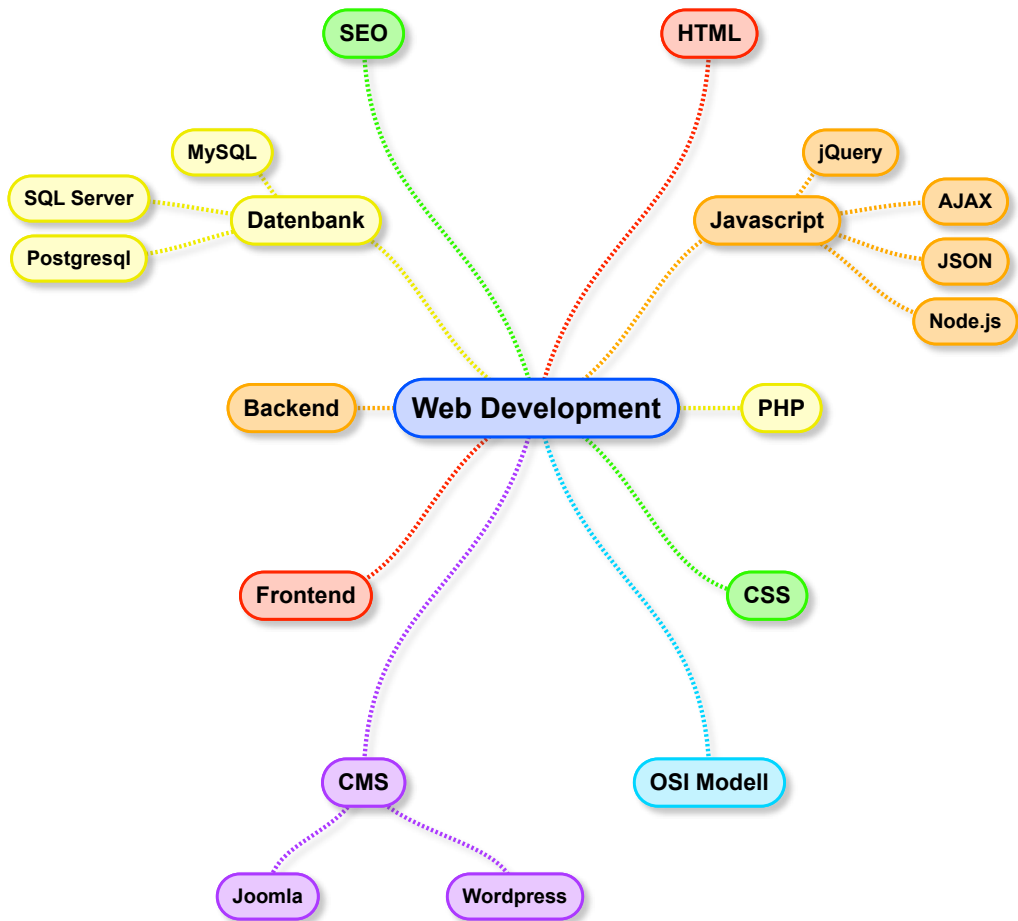 SEO
HTML
MySQL
jQuery
SQL Server
AJAX
Datenbank
Javascript
Postgresql
JSON
Node.js
Backend
Web Development
PHP
Frontend
CSS
CMS
OSI Modell
Joomla
Wordpress